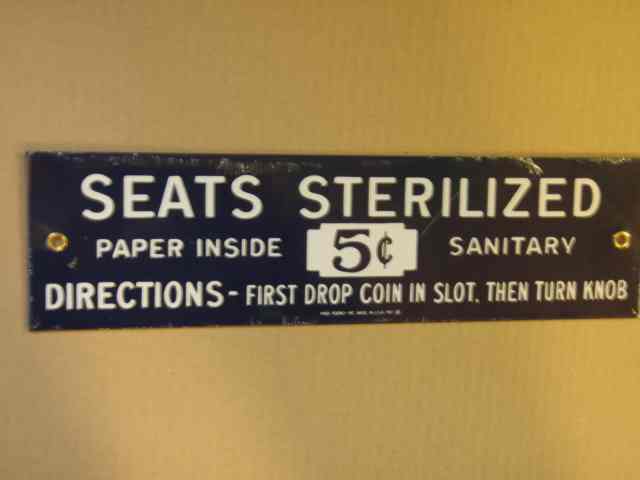 SEATS STERILIZED
PAPER INSIDE 5¢ SANITARY
DIRECTIONS - FIRST DROP COIN IN SLOT, THEN TURN KNOB